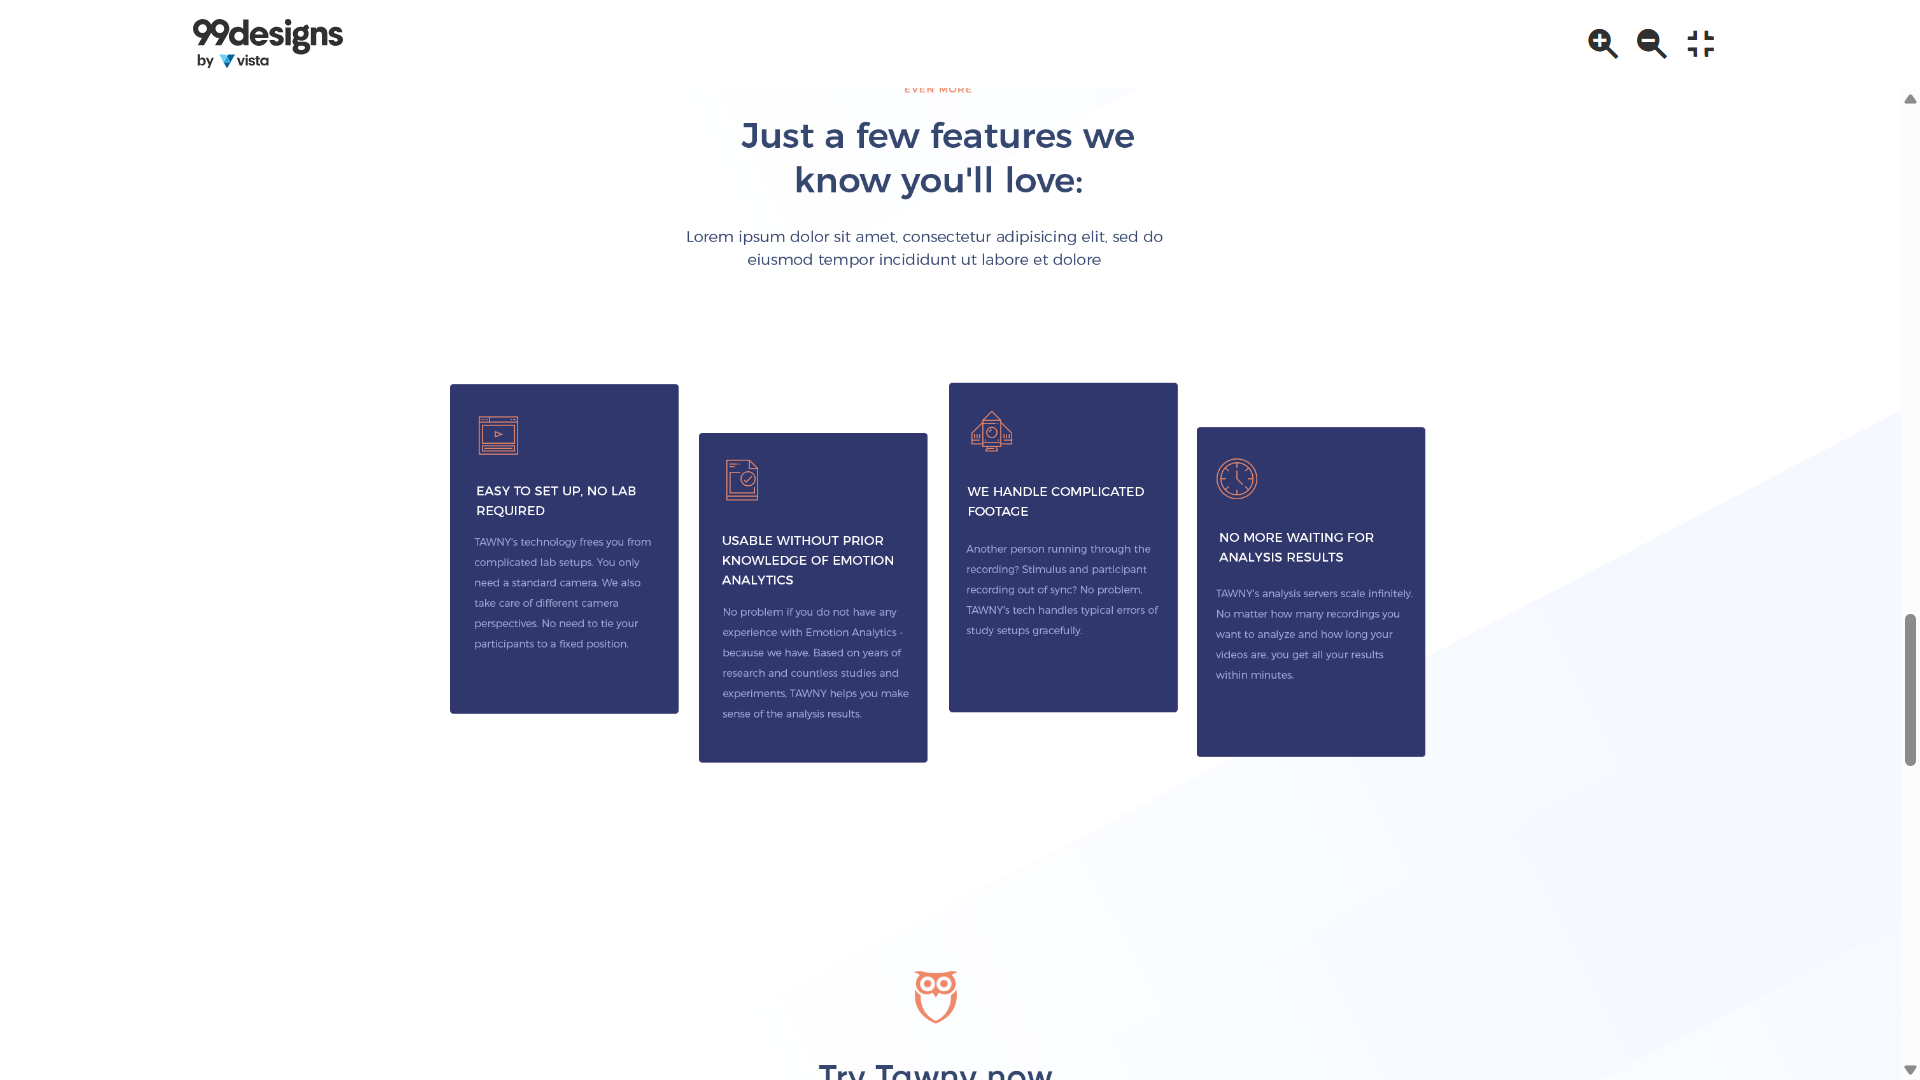 99designs
by vista
EVEN MORE
Just a few features we
know you'll love:
Lorem ipsum dolor sit amet, consectetur adipisicing elit, sed do
eiusmod tempor incididunt ut labore et dolore
EASY TO SET UP, NO LAB
REQUIRED
TAWNY's technology frees you from
complicated lab setups. You only
need a standard camera. We also
take care of different camera
perspectives. No need to tie your
participants to a fixed position.
USABLE WITHOUT PRIOR
KNOWLEDGE OF EMOTION
ANALYTICS
No problem if you do not have any
experience with Emotion Analytics -
because we have. Based on years of
research and countless studies and
experiments, TAWNY helps you make
sense of the analysis results.
WE HANDLE COMPLICATED
FOOTAGE
Another person running through the
recording? Stimulus and participant
recording out of sync? No problem.
TAWNY's tech handles typical errors of
study setups gracefully.
NO MORE WAITING FOR
ANALYSIS RESULTS
TAWNY's analysis servers scale infinitely.
No matter how many recordings you
want to analyze and how long your
videos are, you get all your results
within minutes.
Try Tawny now